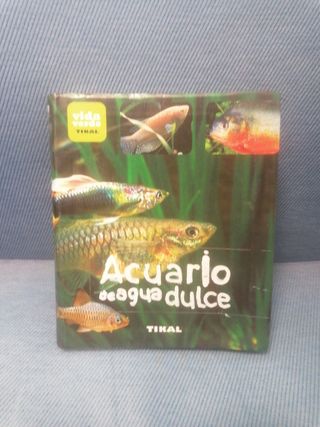 vida
verde
TIKAL
Acuario
de agua dulce
TIKAL